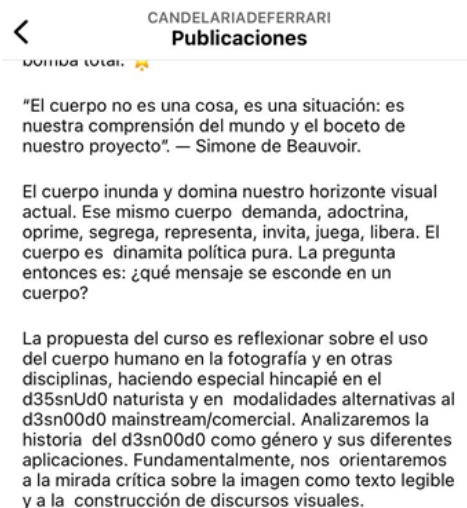 CANDELARIADEFERRARI
Publicaciones
bomba total.
“El cuerpo no es una cosa, es una situación: es
nuestra comprensión del mundo y el boceto de
nuestro proyecto”. — Simone de Beauvoir.
El cuerpo inunda y domina nuestro horizonte visual
actual. Ese mismo cuerpo  demanda, adoctrina,
oprime, segrega, representa, invita, juega, libera. El
cuerpo es  dinamita política pura. La pregunta
entonces es: ¿qué mensaje se esconde en un
cuerpo?
La propuesta del curso es reflexionar sobre el uso
del cuerpo humano en la fotografía y en otras
disciplinas, haciendo especial hincapié en el
d35snUd0 naturista y en  modalidades alternativas al
d3sn00d0 mainstream/comercial. Analizaremos la
historia  del d3sn00d0 como género y sus diferentes
aplicaciones. Fundamentalmente, nos  orientaremos
a la mirada crítica sobre la imagen como texto legible
y a la  construcción de discursos visuales.